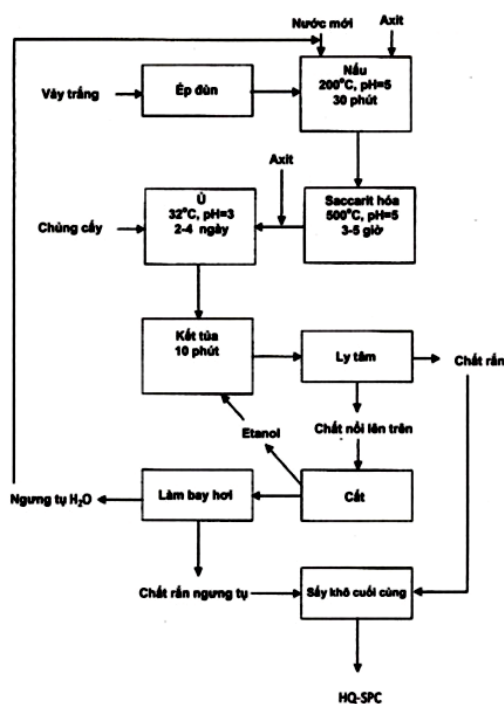 Nước mới
Axit
Vảy trắng
Ép đùn
Nấu
200°C, pH=5
30 phút
Axit
Ủ
32°C, pH=3
2-4 ngày
Saccarit hóa
500°C, pH=5
3-5 giờ
Chủng cấy
Kết tủa
10 phút
Ly tâm
Chất rắn
Etanol
Chất nổi lên trên
Ngưng tụ H₂O
Làm bay hơi
Cất
Chất rắn ngưng tụ
Sấy khô cuối cùng
HQ-SPC